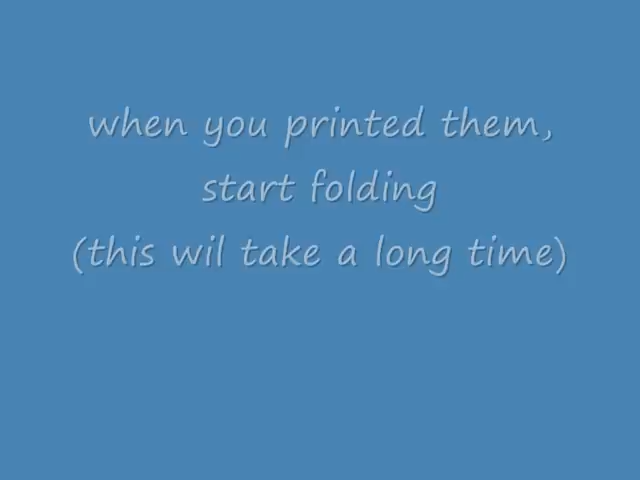 when you printed them,
start folding
(this wil take a long time)